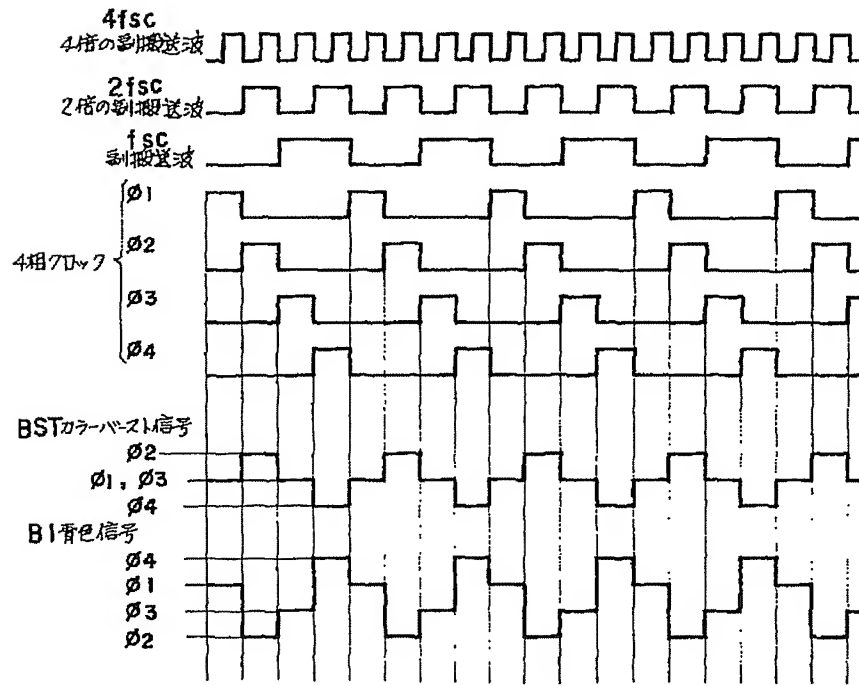 4fsc
4倍の副搬送波
2fsc
2倍の副搬送波
fsc
副搬送波
Ø1
Ø2
4相クロック
Ø3
Ø4
BSTカラーバースト信号
Ø2
Ø1, Ø3
Ø4
B1青色信号
Ø4
Ø1
Ø3
Ø2